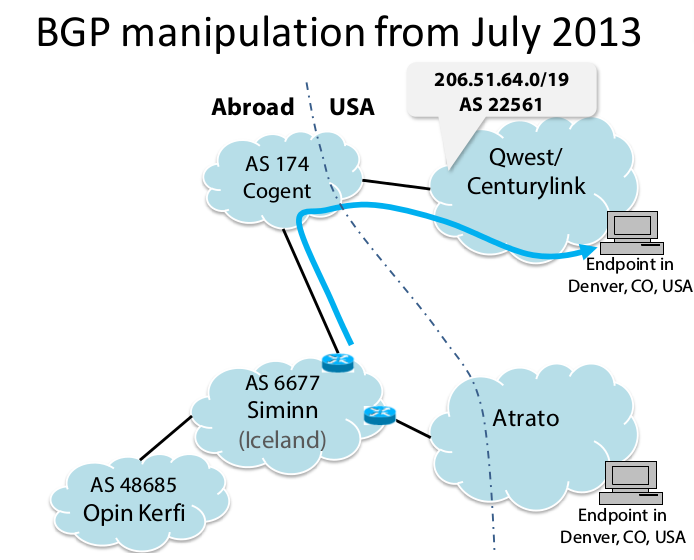 BGP manipulation from July 2013
Abroad
USA
206.51.64.0/19
AS 22561
AS 174
Cogent
Qwest/
Centurylink
Endpoint in
Denver, CO, USA
AS 6677
Siminn
(Iceland)
Atrato
AS 48685
Opin Kerfi
Endpoint in
Denver, CO, USA